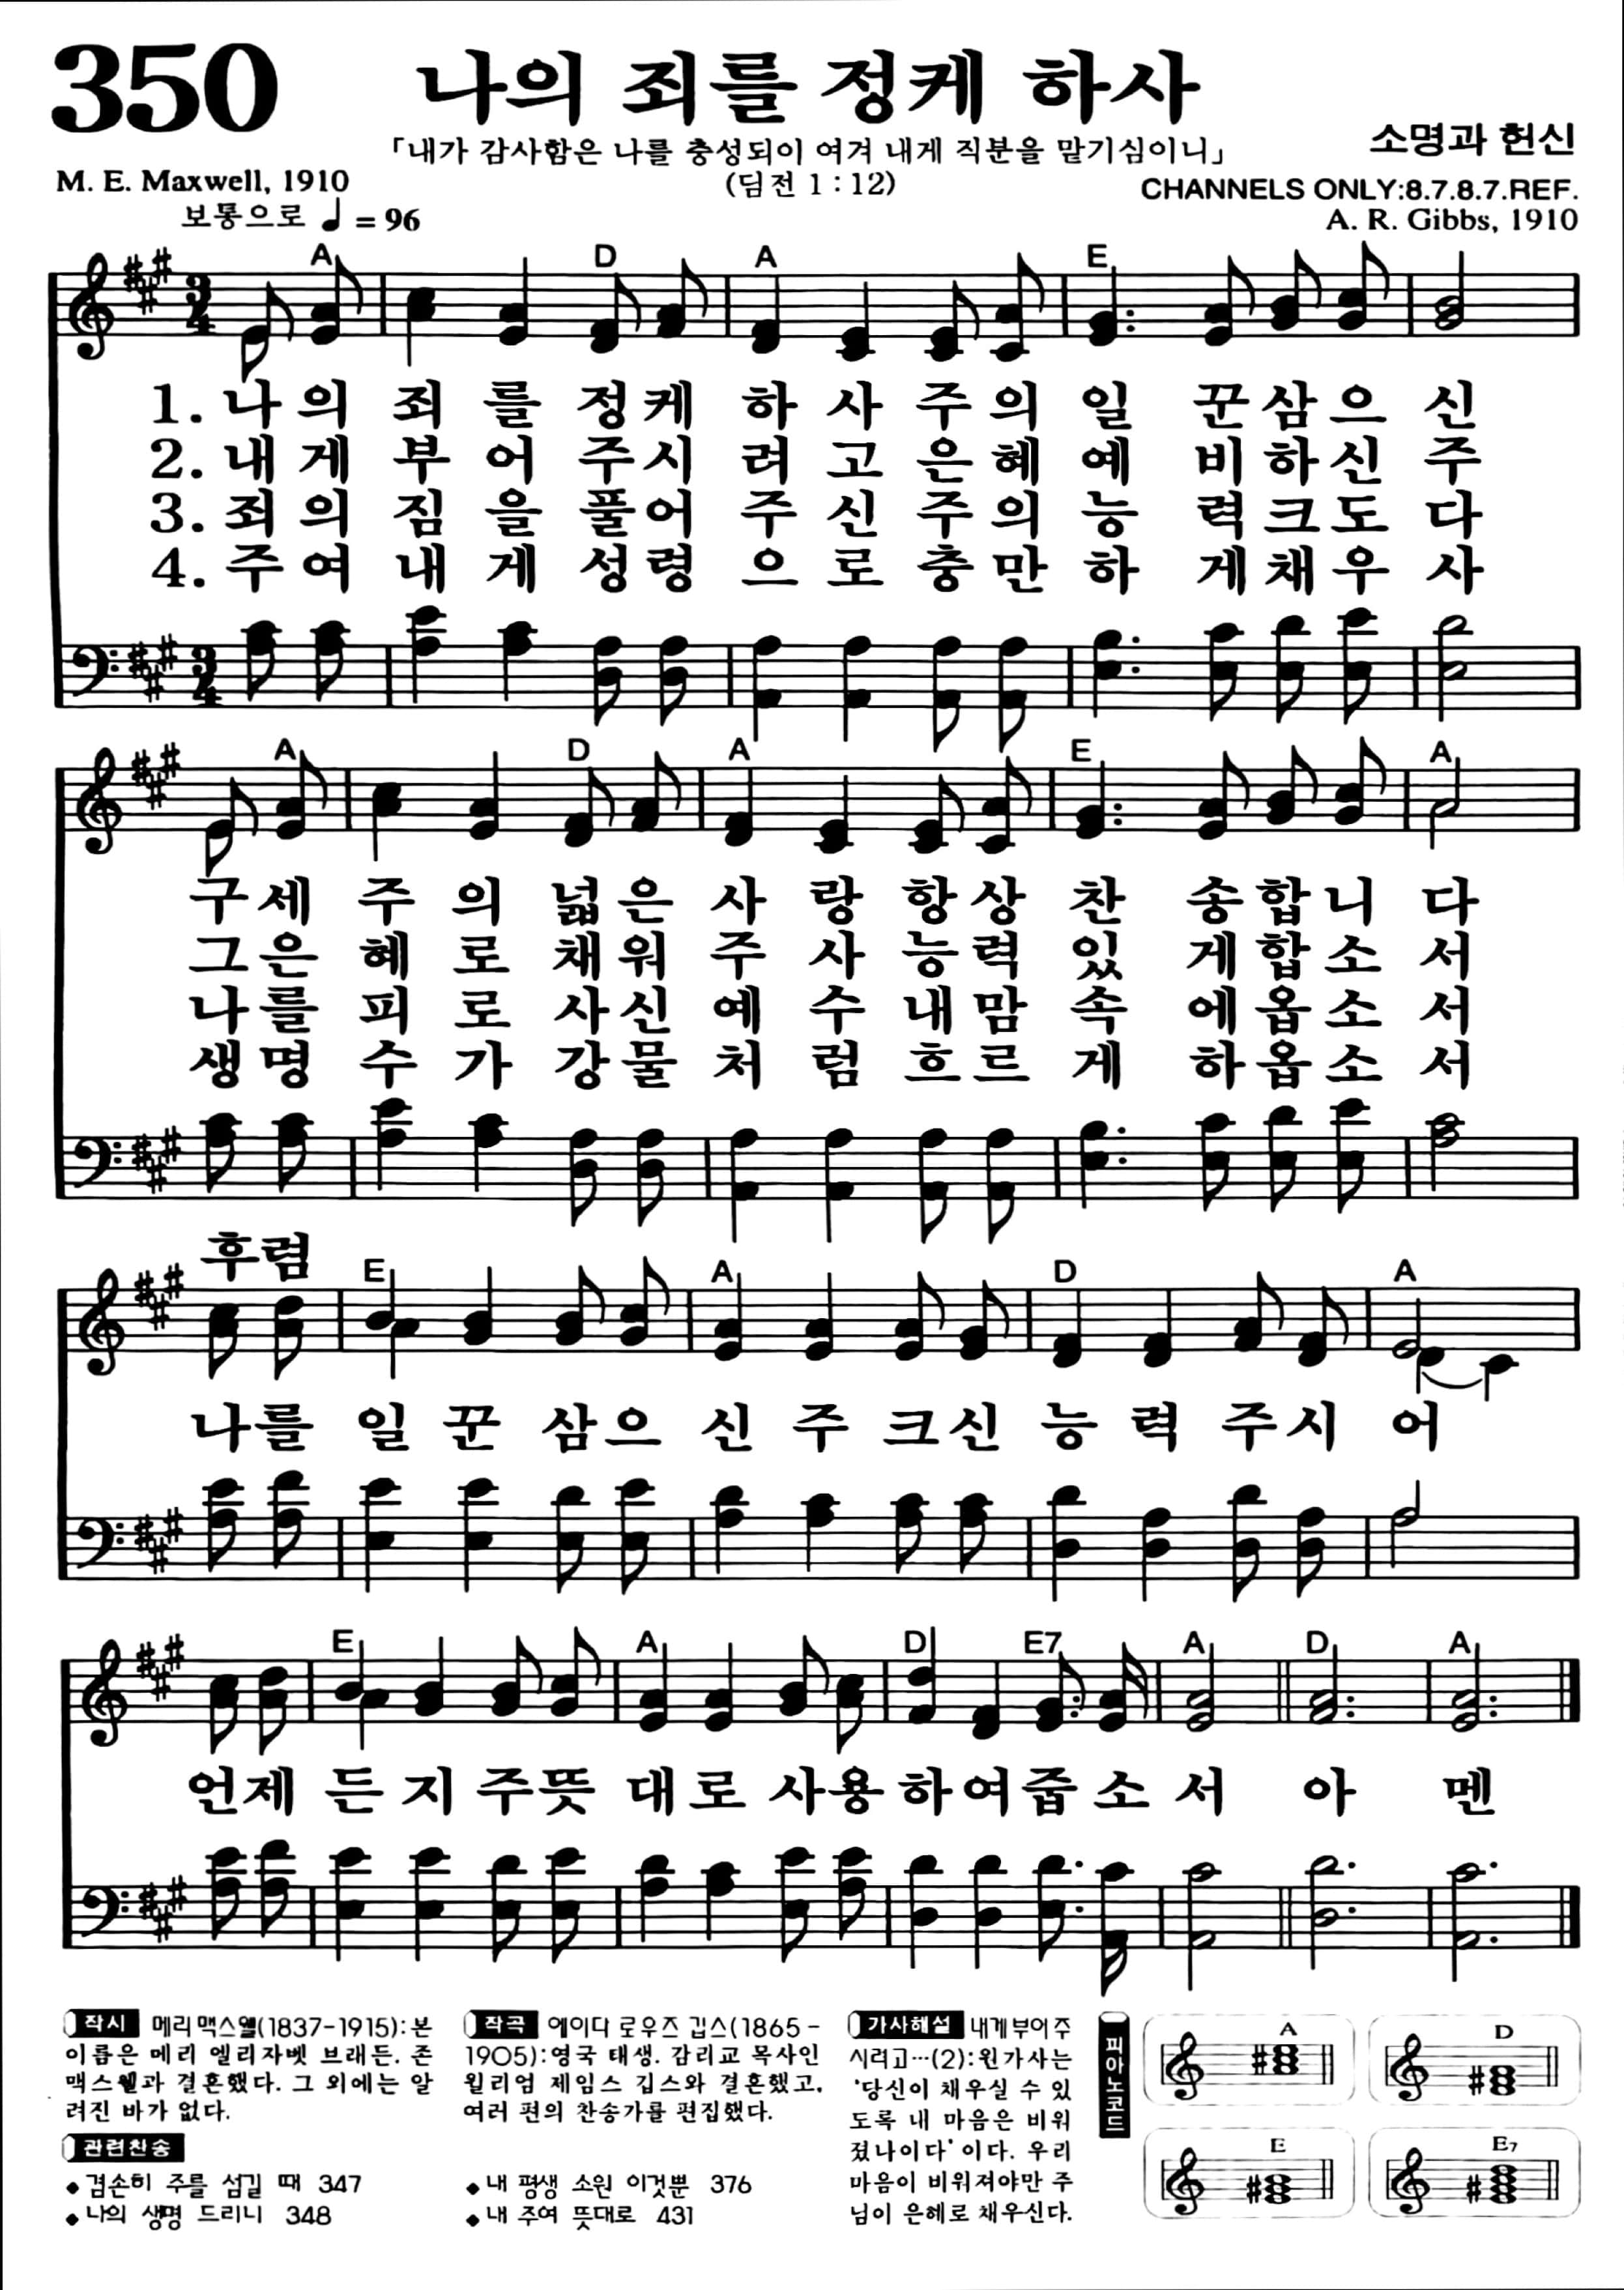 350
나의 죄를 정케 하사
「내가 감사함은 나를 충성되이 여겨 내게 직분을 맡기심이니」
(딤전 1 : 12)
소명과 헌신
M. E. Maxwell, 1910
CHANNELS ONLY:8.7.8.7.REF.
보통으로 ♩ = 96
A. R. Gibbs, 1910
A D A E
3/4
1. 나의 죄 를 정케 하 사 주의 일 꾼삼으 신
2. 내게 부 어 주시 려 고 은혜 예 비하신 주
3. 죄의 짐 을 풀어 주 신 주의 능 력크도 다
4. 주여 내 게 성령 으 로 충만 하 게채우 사
3/4
A D A E A
구세 주 의 넓은 사 랑 항상 찬 송합니 다
그은 혜 로 채워 주 사 능력 있 게합소 서
나를 피 로 사신 예 수 내맘 속 에옵소 서
생명 수 가 강물 처 럼 흐르 게 하옵소 서
후렴
E A D A
나를 일 꾼 삼으 신 주 크신 능 력 주시 어
E A D E7 A D A
언제 든 지 주뜻 대 로 사용 하 여 줍 소 서 아 멘
작시 메리 맥스웰(1837-1915):본
이름은 메리 엘리자벳 브래든. 존
맥스웰과 결혼했다. 그 외에는 알
려진 바가 없다.
작곡 에이다 로우즈 깁스(1865-
1905):영국 태생. 감리교 목사인
윌리엄 제임스 깁스와 결혼했고,
여러 편의 찬송가를 편집했다.
가사해설 내게 부어 주
시려고…(2):원 가사는
'당신이 채우실 수 있
도록 내 마음은 비워
졌나이다' 이다. 우리
마음이 비워져야만 주
님이 은혜로 채우신다.
관련찬송
◆ 겸손히 주를 섬길 때 347
◆ 나의 생명 드리니 348
◆ 내 평생 소원 이것뿐 376
◆ 내 주여 뜻대로 431
피아노코드
A
D
E
E7